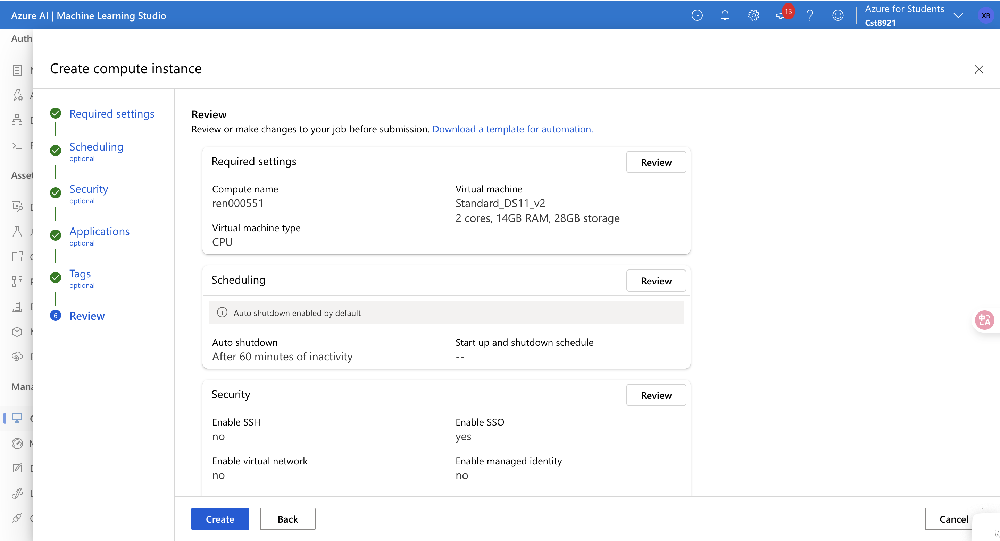 Azure AI | Machine Learning Studio
13
Azure for Students
Cst8921
XR
Create compute instance
Required settings
Scheduling
optional
Security
optional
Applications
optional
Tags
optional
6 Review
Review
Review or make changes to your job before submission. Download a template for automation.
Required settings
Review
Compute name
ren000551
Virtual machine
Standard_DS11_v2
2 cores, 14GB RAM, 28GB storage
Virtual machine type
CPU
Scheduling
Review
Auto shutdown enabled by default
Auto shutdown
After 60 minutes of inactivity
Start up and shutdown schedule
--
Security
Review
Enable SSH
no
Enable SSO
yes
Enable virtual network
no
Enable managed identity
no
Create
Back
Cancel
中A